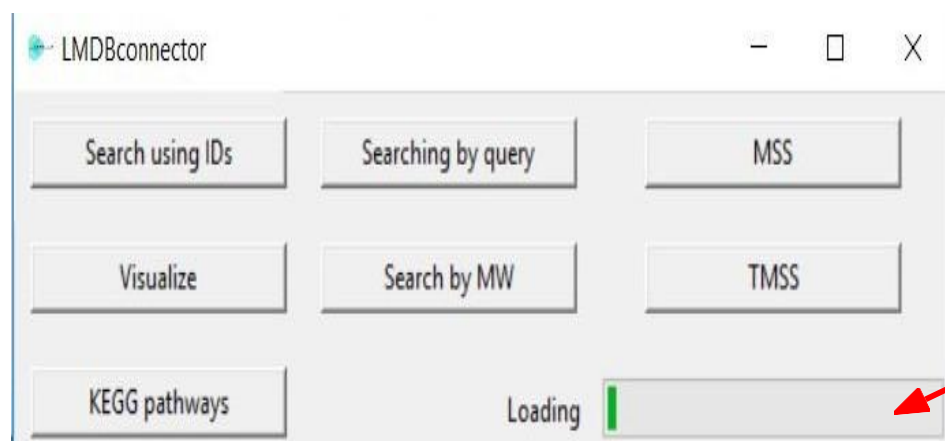 LMDBconnector
Search using IDs
Searching by query
MSS
Visualize
Search by MW
TMSS
KEGG pathways
Loading